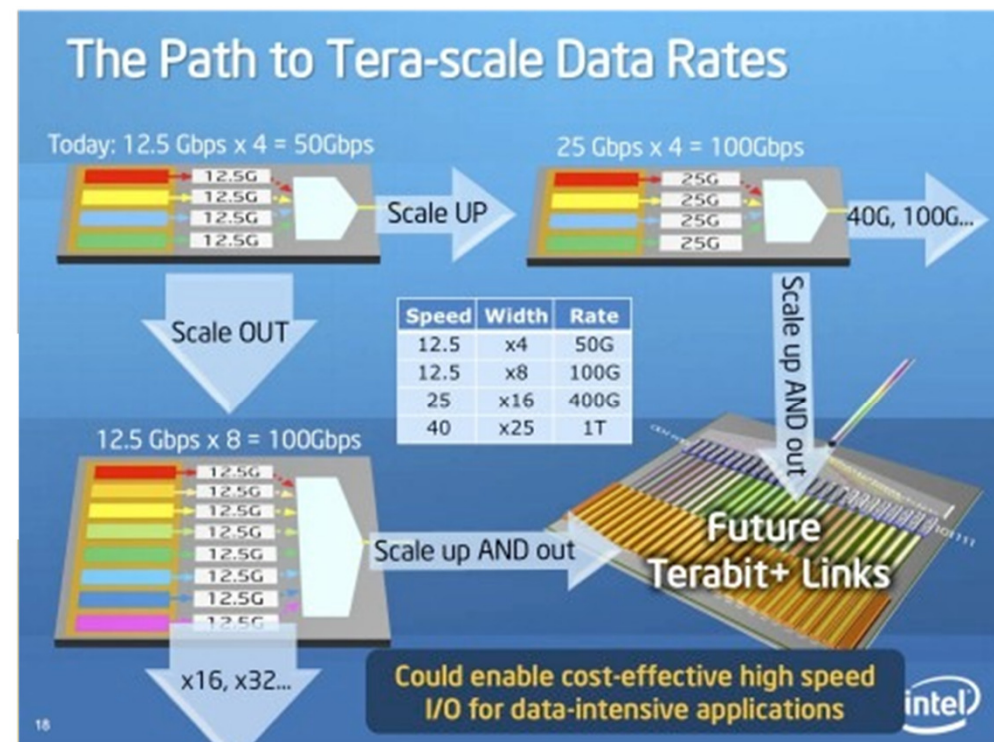 The Path to Tera-scale Data Rates
Today: 12.5 Gbps x 4 = 50Gbps
12.5G
12.5G
12.5G
12.5G
Scale UP
25 Gbps x 4 = 100Gbps
25G
25G
25G
25G
40G, 100G...
Scale OUT
Speed Width Rate
12.5 x4 50G
12.5 x8 100G
25 x16 400G
40 x25 1T
Scale up AND out
12.5 Gbps x 8 = 100Gbps
12.5G
12.5G
12.5G
12.5G
12.5G
12.5G
12.5G
12.5G
Scale up AND out
Future
Terabit+ Links
x16, x32...
Could enable cost-effective high speed
I/O for data-intensive applications
intel
18